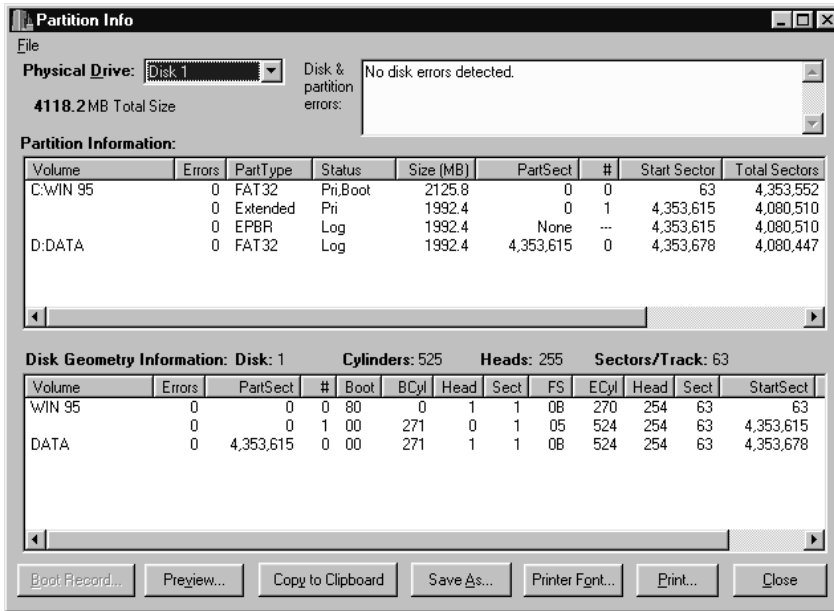 Partition Info
File
Physical Drive: Disk 1
4118.2 MB Total Size
Disk &
partition
errors:
No disk errors detected.
Partition Information:
Volume Errors PartType Status Size (MB) PartSect # Start Sector Total Sectors
C:WIN 95 0 FAT32 Pri,Boot 2125.8 0 0 63 4,353,552
0 Extended Pri 1992.4 0 1 4,353,615 4,080,510
0 EPBR Log 1992.4 None --- 4,353,615 4,080,510
D:DATA 0 FAT32 Log 1992.4 4,353,615 0 4,353,678 4,080,447
Disk Geometry Information: Disk: 1 Cylinders: 525 Heads: 255 Sectors/Track: 63
Volume Errors PartSect # Boot BCyl Head Sect FS ECyl Head Sect StartSect
WIN 95 0 0 0 80 0 1 1 0B 270 254 63 63
0 0 1 00 271 0 1 05 524 254 63 4,353,615
DATA 0 4,353,615 0 00 271 1 1 0B 524 254 63 4,353,678
Boot Record... Preview... Copy to Clipboard Save As... Printer Font... Print... Close